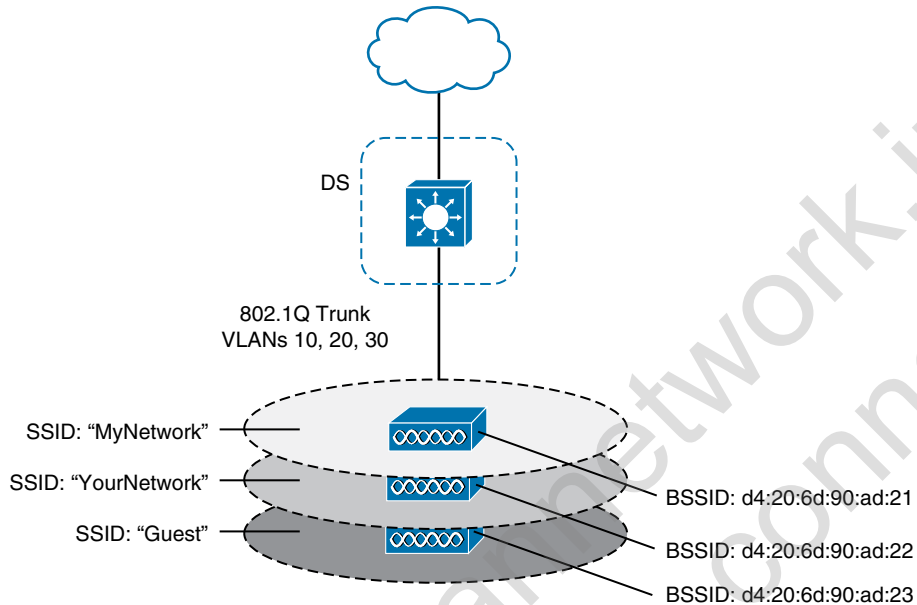 DS
802.1Q Trunk
VLANs 10, 20, 30
SSID: “MyNetwork”
SSID: “YourNetwork”
SSID: “Guest”
BSSID: d4:20:6d:90:ad:21
BSSID: d4:20:6d:90:ad:22
BSSID: d4:20:6d:90:ad:23